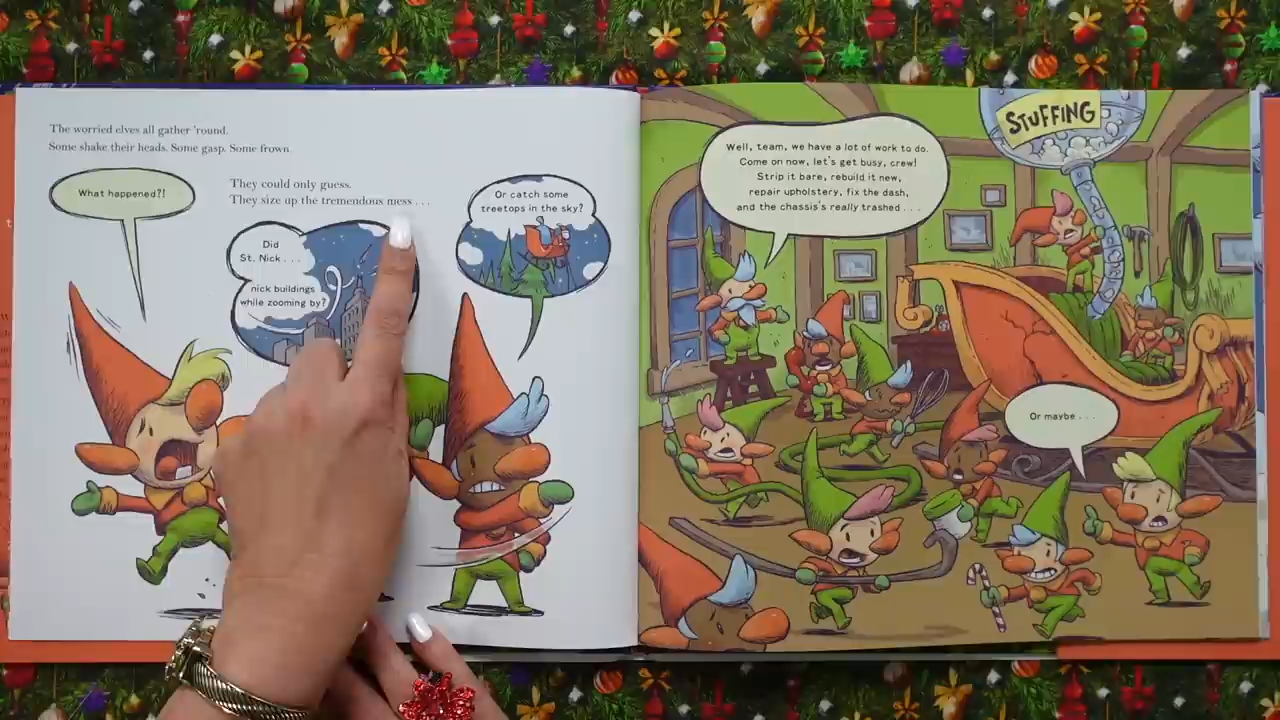 The worried elves all gather 'round.
Some shake their heads. Some gasp. Some frown.
What happened?!
They could only guess.
They size up the tremendous mess . . .
Did
St. Nick . . .
nick buildings
while zooming by?
Or catch some
treetops in the sky?
Well, team, we have a lot of work to do.
Come on now, let's get busy, crew!
Strip it bare, rebuild it new,
repair upholstery, fix the dash,
and the chassis's really trashed . . .
STUFFING
Or maybe . . .